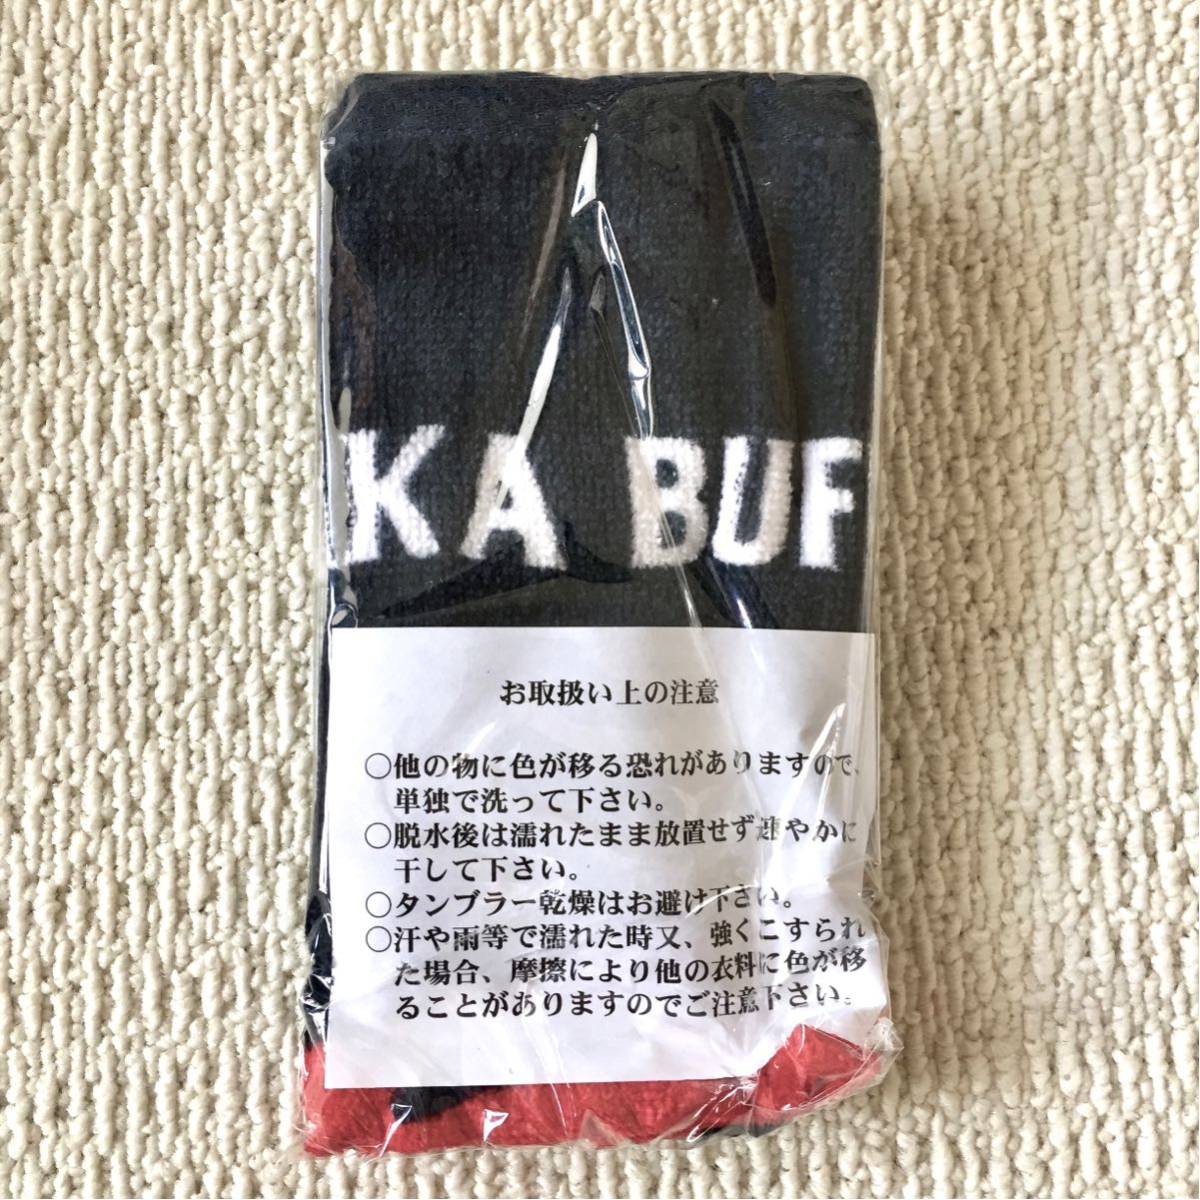 KA BUF
お取扱い上の注意
○他の物に色が移る恐れがありますので、
単独で洗って下さい。
○脱水後は濡れたまま放置せず速やかに
干して下さい。
○タンブラー乾燥はお避け下さい。
○汗や雨等で濡れた時又、強くこすられ
た場合、摩擦により他の衣料に色が移
ることがありますのでご注意下さい。